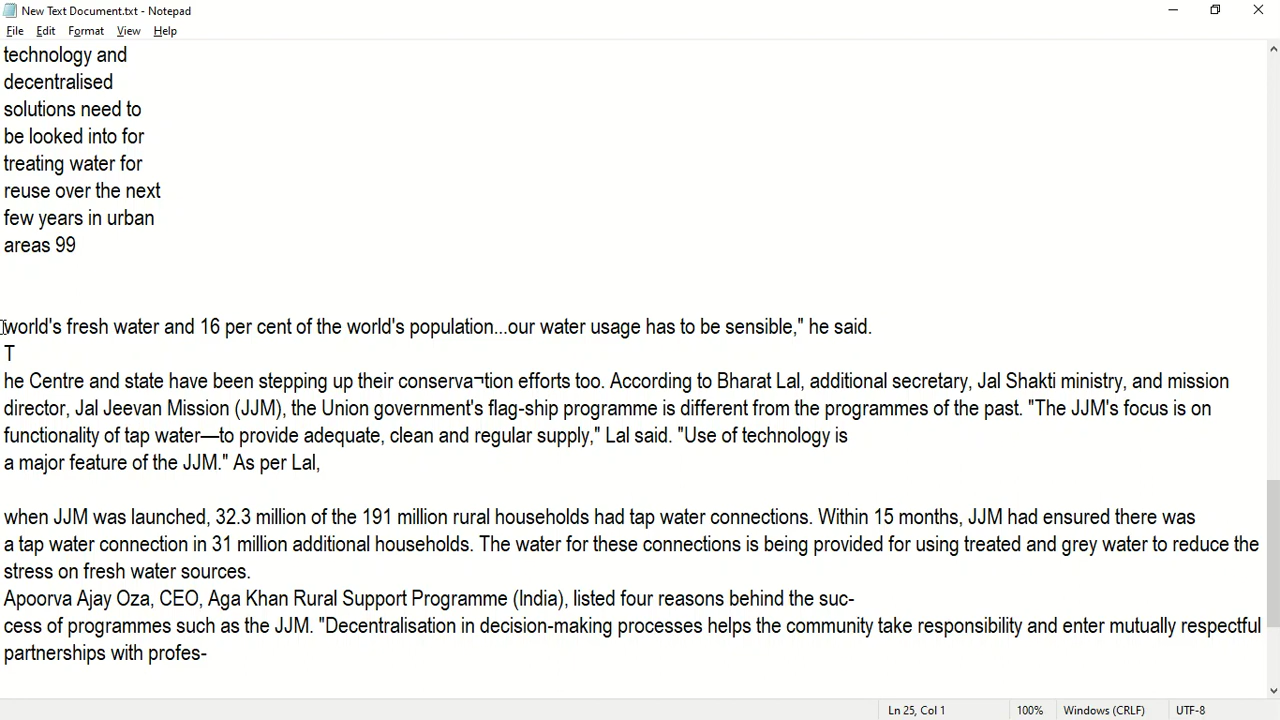 New Text Document.txt - Notepad
File Edit Format View Help
technology and
decentralised
solutions need to
be looked into for
treating water for
reuse over the next
few years in urban
areas 99
world's fresh water and 16 per cent of the world's population...our water usage has to be sensible," he said.
T
he Centre and state have been stepping up their conserva¬tion efforts too. According to Bharat Lal, additional secretary, Jal Shakti ministry, and mission
director, Jal Jeevan Mission (JJM), the Union government's flag-ship programme is different from the programmes of the past. "The JJM's focus is on
functionality of tap water—to provide adequate, clean and regular supply," Lal said. "Use of technology is
a major feature of the JJM." As per Lal,
when JJM was launched, 32.3 million of the 191 million rural households had tap water connections. Within 15 months, JJM had ensured there was
a tap water connection in 31 million additional households. The water for these connections is being provided for using treated and grey water to reduce the
stress on fresh water sources.
Apoorva Ajay Oza, CEO, Aga Khan Rural Support Programme (India), listed four reasons behind the suc-
cess of programmes such as the JJM. "Decentralisation in decision-making processes helps the community take responsibility and enter mutually respectful
partnerships with profes-
Ln 25, Col 1 100% Windows (CRLF) UTF-8